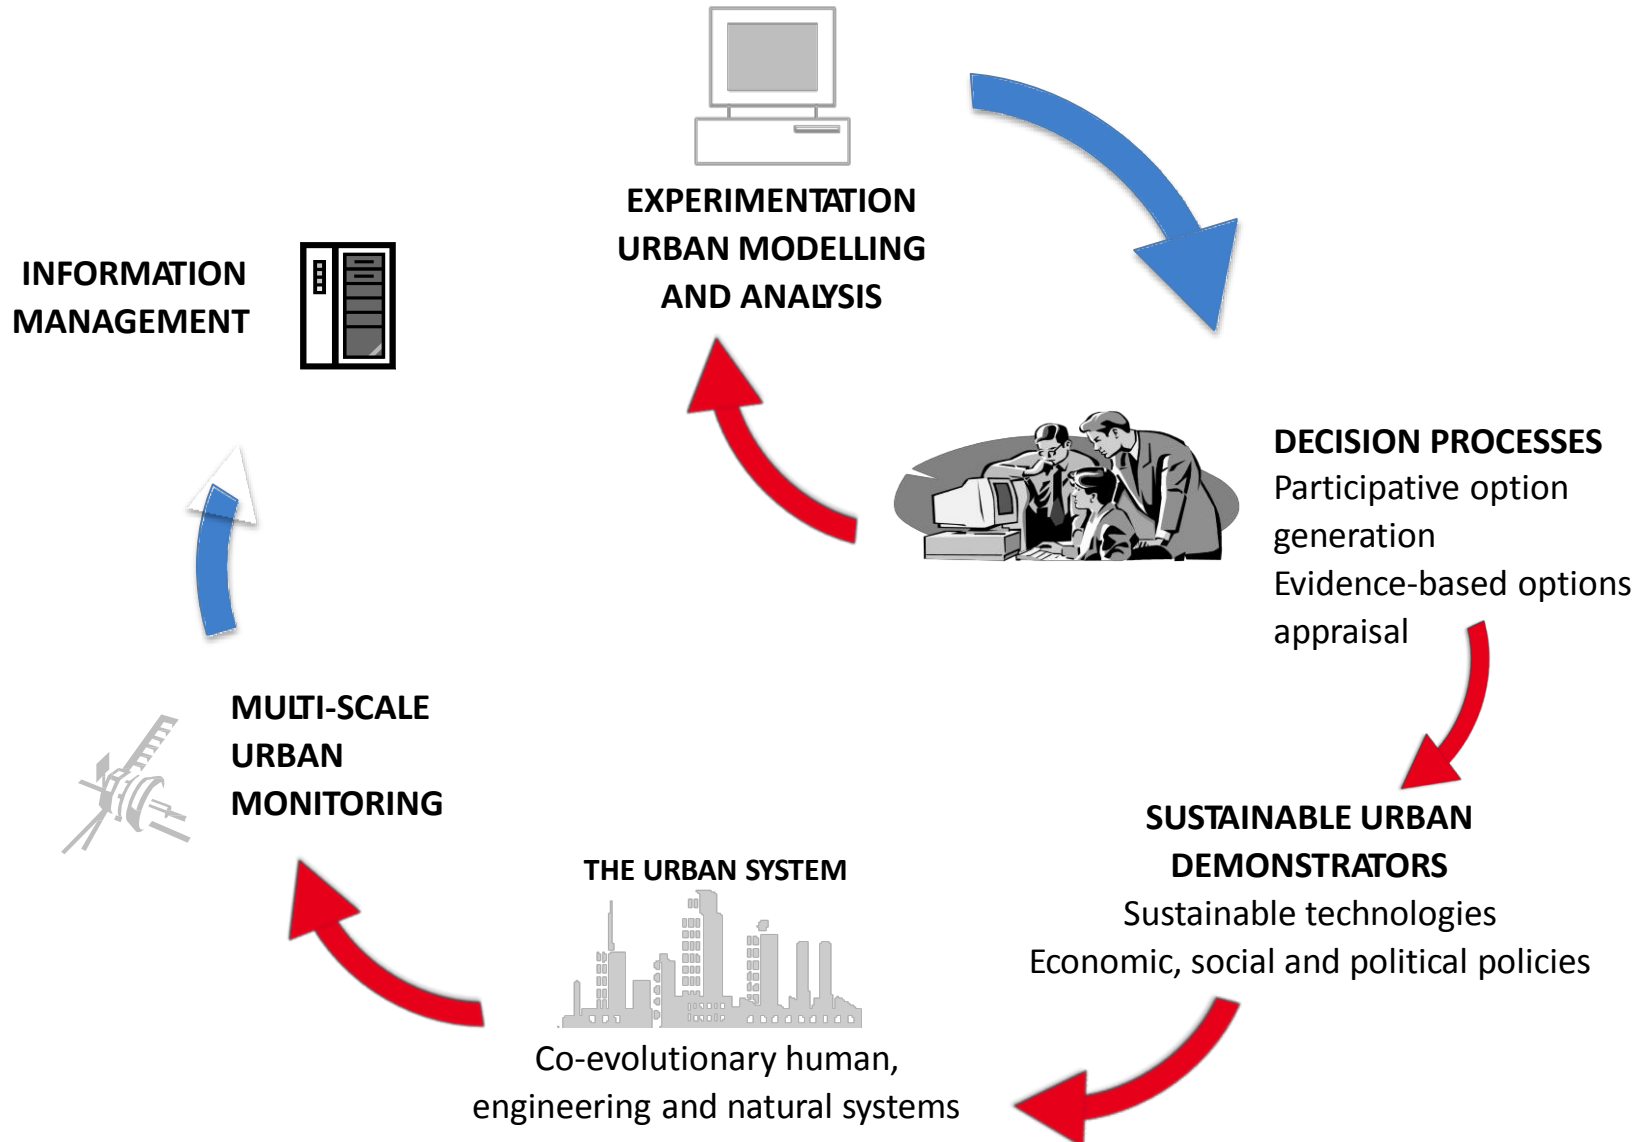 EXPERIMENTATION
URBAN MODELLING
AND ANALYSIS
INFORMATION
MANAGEMENT
DECISION PROCESSES
Participative option
generation
Evidence-based options
appraisal
MULTI-SCALE
URBAN
MONITORING
SUSTAINABLE URBAN
DEMONSTRATORS
Sustainable technologies
Economic, social and political policies
THE URBAN SYSTEM
Co-evolutionary human,
engineering and natural systems